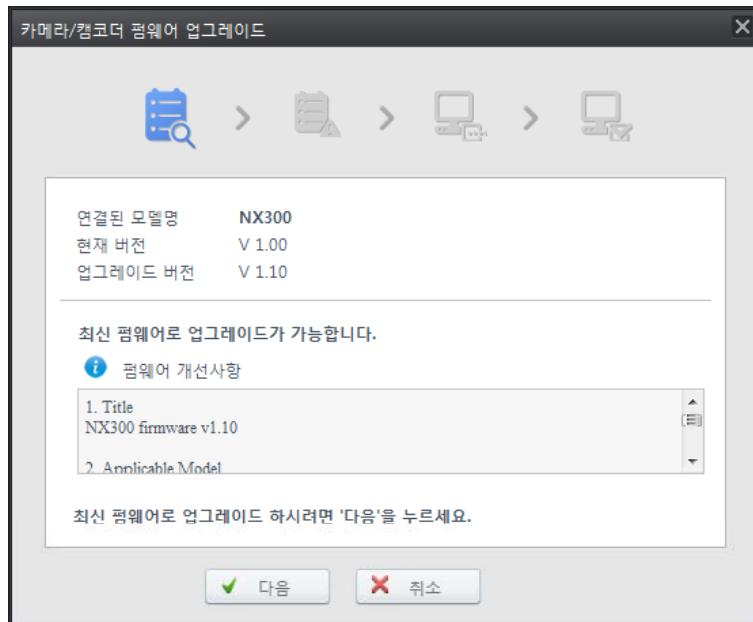 카메라/캠코더 펌웨어 업그레이드
연결된 모델명 NX300
현재 버전 V 1.00
업그레이드 버전 V 1.10
최신 펌웨어로 업그레이드가 가능합니다.
펌웨어 개선사항
1. Title
NX300 firmware v1.10
2. Applicable Model
최신 펌웨어로 업그레이드 하시려면 '다음'을 누르세요.
다음 취소